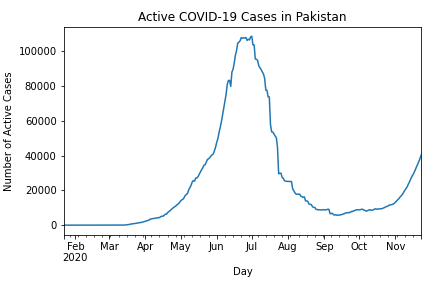 Active COVID-19 Cases in Pakistan
Number of Active Cases
100000
80000
60000
40000
20000
0
Feb Mar Apr May Jun Jul Aug Sep Oct Nov
2020
Day